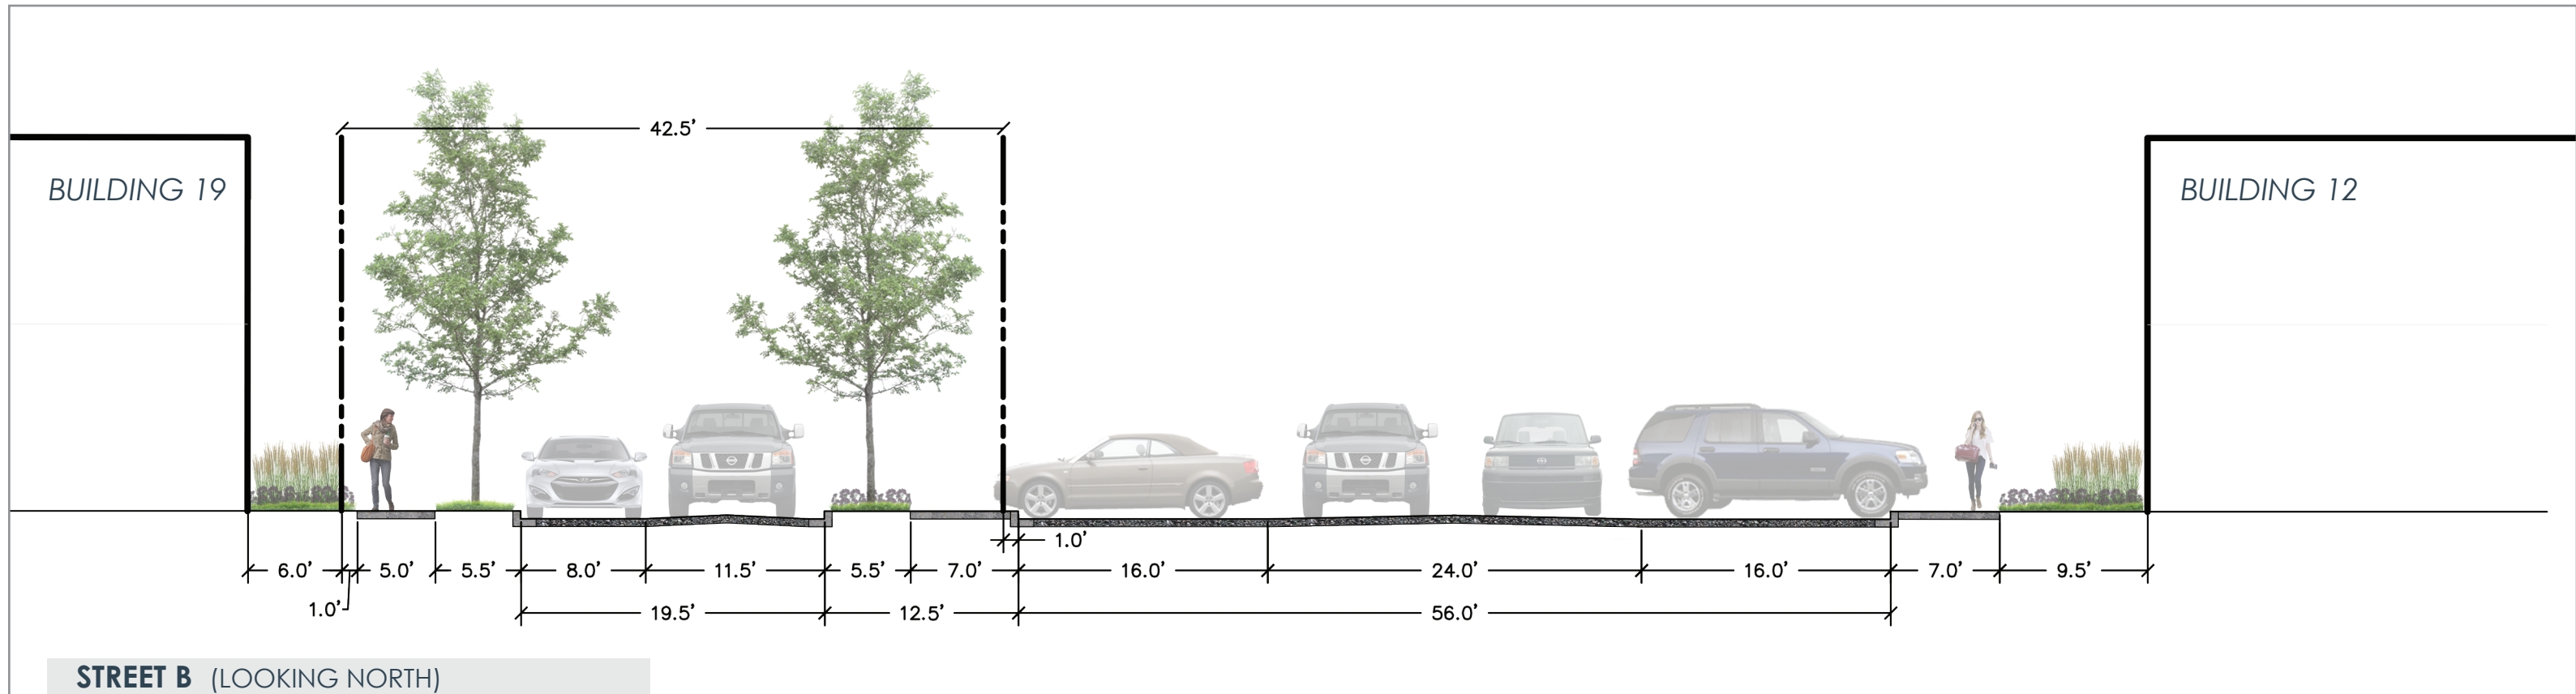 42.5'
BUILDING 19
BUILDING 12
1.0'
6.0' 5.0' 5.5' 8.0' 11.5' 5.5' 7.0' 16.0' 24.0' 16.0' 7.0' 9.5'
1.0' 19.5' 12.5' 56.0'
STREET B (LOOKING NORTH)